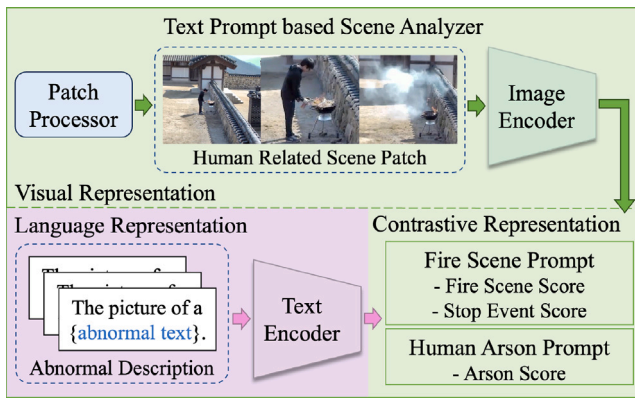 Text Prompt based Scene Analyzer
Patch
Processor
Human Related Scene Patch
Image
Encoder
Visual Representation
Language Representation
The picture of a
{abnormal text}.
Abnormal Description
Text
Encoder
Contrastive Representation
Fire Scene Prompt
- Fire Scene Score
- Stop Event Score
Human Arson Prompt
- Arson Score